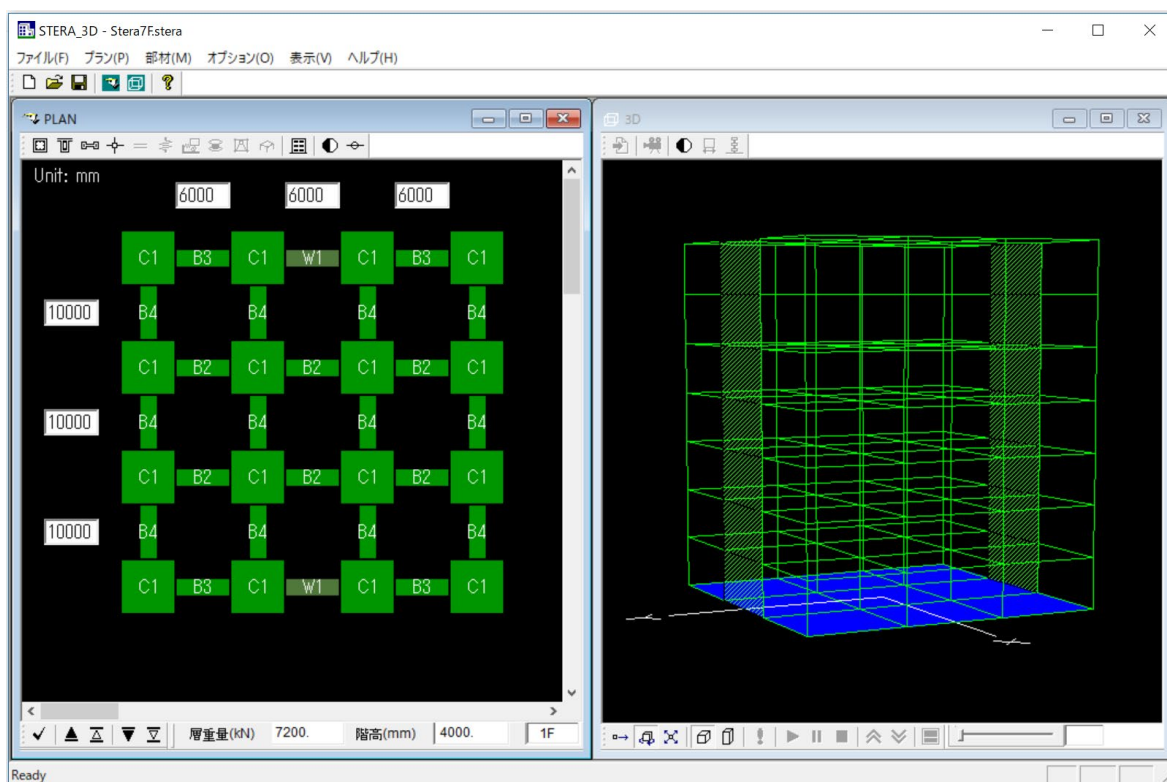 STERA_3D - Stera7F.stera
ファイル(F) プラン(P) 部材(M) オプション(O) 表示(V) ヘルプ(H)
PLAN
Unit: mm
6000 6000 6000
C1 B3 C1 W1 C1 B3 C1
10000 B4 B4 B4 B4
C1 B2 C1 B2 C1 B2 C1
10000 B4 B4 B4 B4
C1 B2 C1 B2 C1 B2 C1
10000 B4 B4 B4 B4
C1 B3 C1 W1 C1 B3 C1
層重量(kN) 7200. 階高(mm) 4000. 1F
3D
Ready